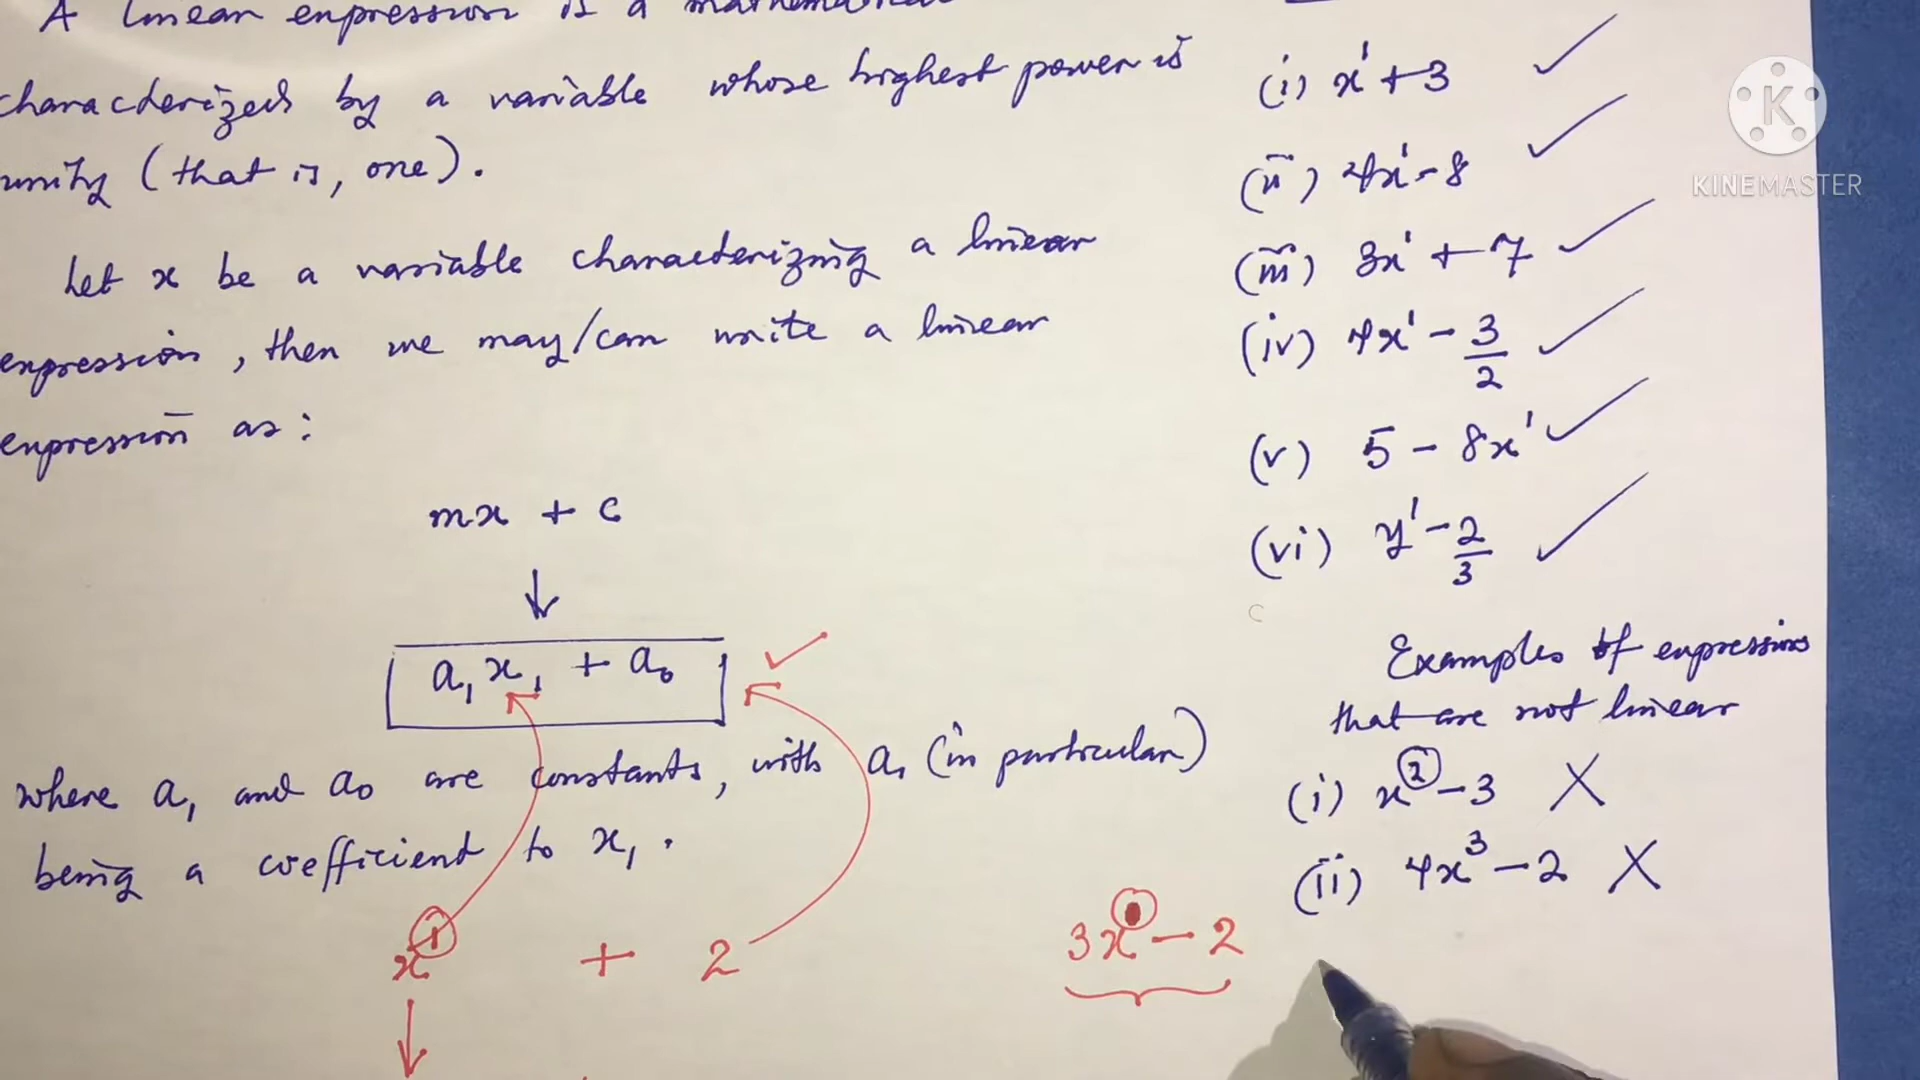 A linear expression is a mathematical
characterized by a variable whose highest power is
unity (that is, one).
Let x be a variable characterizing a linear
expression, then we may/can write a linear
expression as:
mx + c
↓
a₁x₁ + a₀ ✓
where a₁ and a₀ are constants, with a₁ (in particular)
being a coefficient to x₁.
x¹ + 2
↓
3x - 2
(i) x¹ + 3 ✓
(ii) 4x¹ - 8 ✓
(iii) 3x¹ + 7 ✓
(iv) 4x¹ - 3/2 ✓
(v) 5 - 8x¹ ✓
(vi) y¹ - 2/3 ✓
Examples of expressions
that are not linear
(i) x² - 3 X
(ii) 4x³ - 2 X
K
KINEMASTER